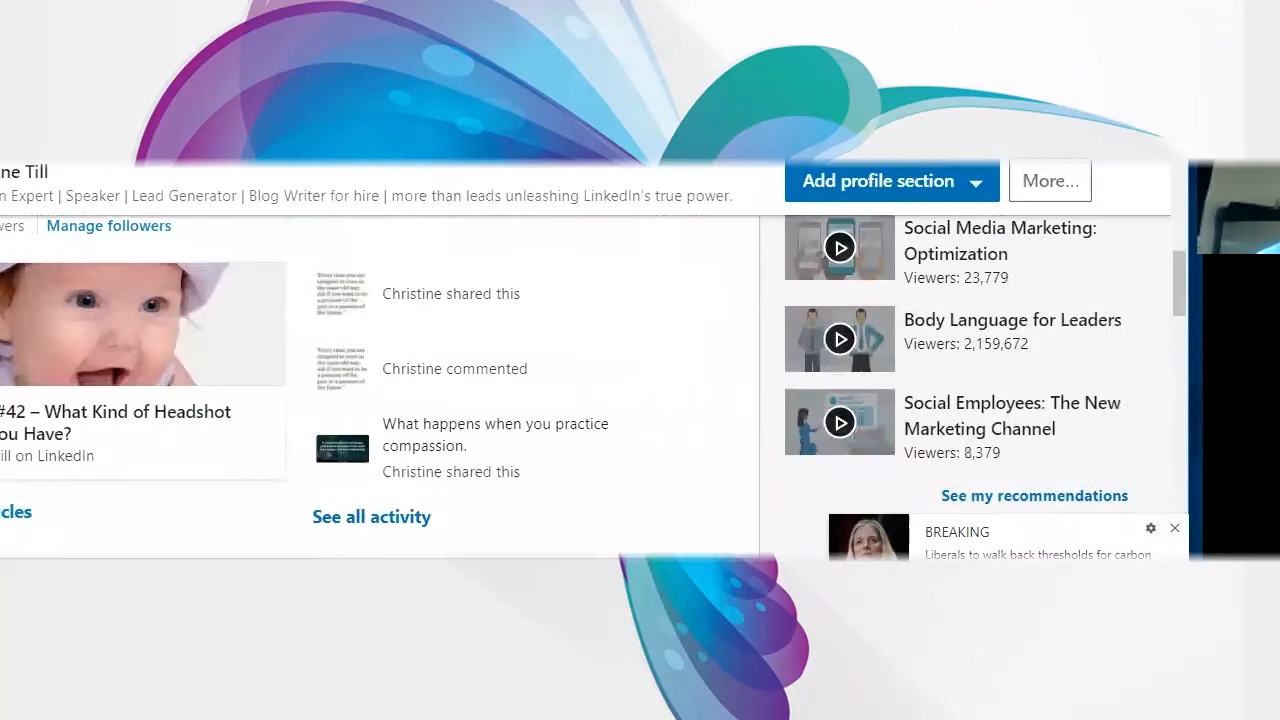 ne Till
n Expert | Speaker | Lead Generator | Blog Writer for hire | more than leads unleashing LinkedIn's true power.
Add profile section
More...
wers
Manage followers
#42 – What Kind of Headshot
ou Have?
ill on LinkedIn
cles
Christine shared this
Christine commented
What happens when you practice
compassion.
Christine shared this
See all activity
Social Media Marketing:
Optimization
Viewers: 23,779
Body Language for Leaders
Viewers: 2,159,672
Social Employees: The New
Marketing Channel
Viewers: 8,379
See my recommendations
BREAKING
Liberals to walk back thresholds for carbon